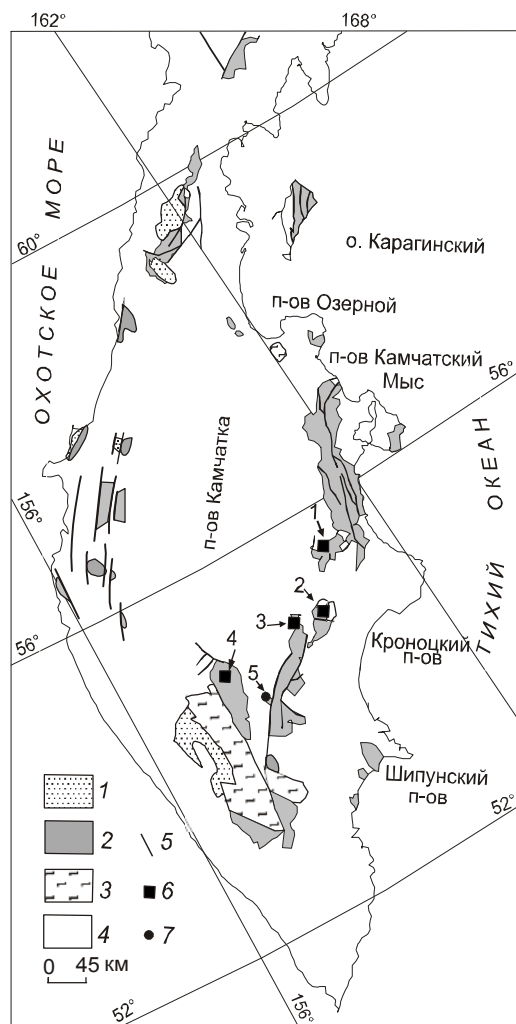 162°
168°
ОХОТСКОЕ МОРЕ
60°
о. Карагинский
п-ов Озерной
п-ов Камчатский
Мыс
56°
ТИХИЙ ОКЕАН
п-ов Камчатка
156°
1
2
3
4
5
56°
Кроноцкий
п-ов
Шипунский
п-ов
52°
1
2
5
3
6
4
7
0 45 км
52°
156°